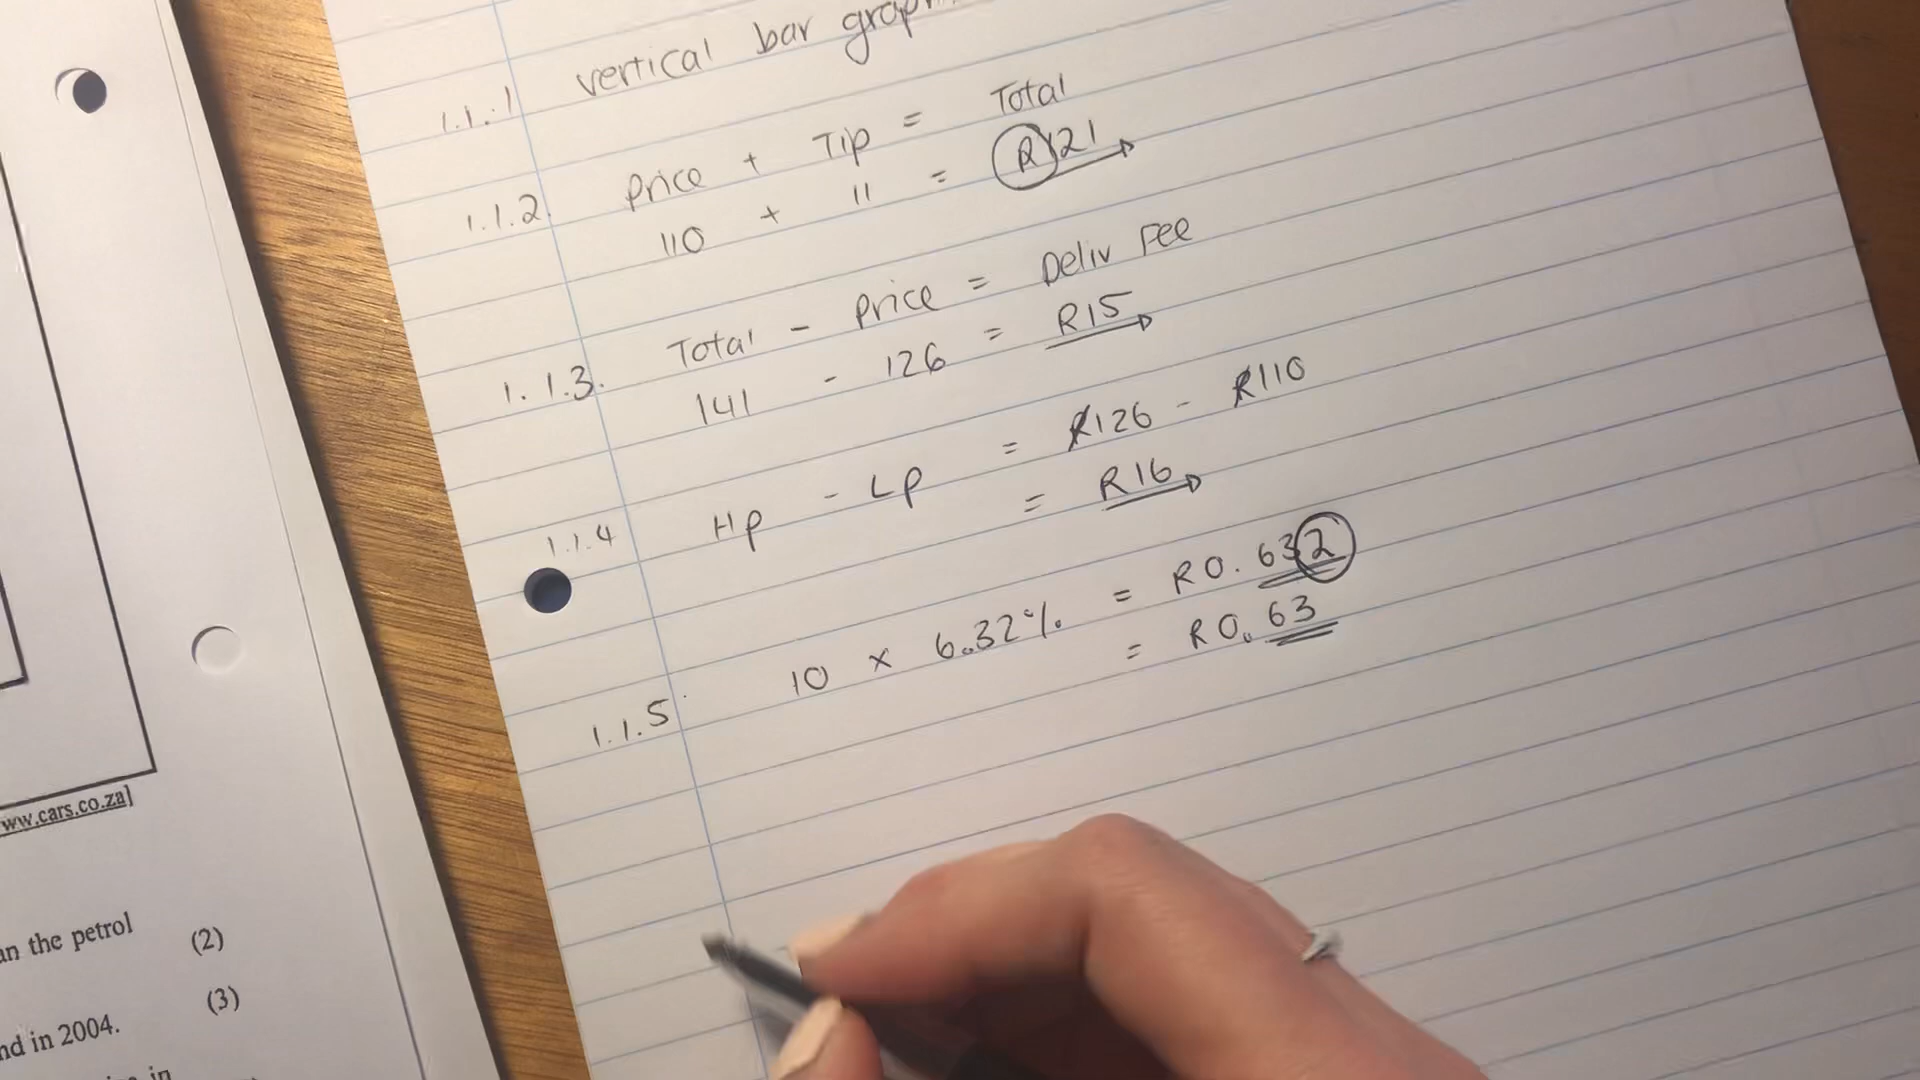 ww.cars.co.za]
an the petrol (2)
(3)
nd in 2004.
in
1.1.1 vertical bar graph
1.1.2. Price + Tip = Total
110 + 11 = R121
1.1.3. Total - Price = Deliv Fee
141 - 126 = R15
1.1.4 Hp - Lp = R126 - R110
= R16
1.1.5 10 x 6.32% = R0.632
= R0.63